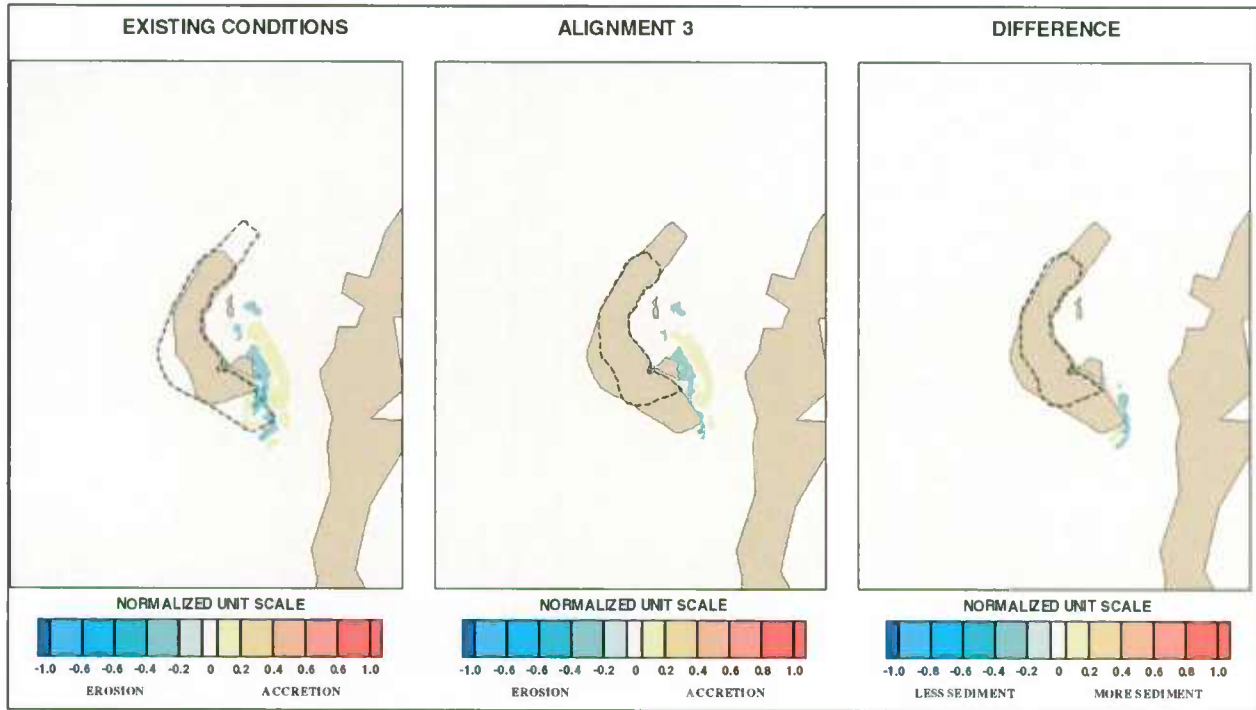 EXISTING CONDITIONS
ALIGNMENT 3
DIFFERENCE
NORMALIZED UNIT SCALE
-1.0 -0.6 -0.6 -0.4 -0.2 0 0.2 0.4 0.6 0.8 1.0
EROSION ACCRETION
NORMALIZED UNIT SCALE
-1.0 -0.6 -0.6 -0.4 -0.2 0 0.2 0.4 0.6 0.8 1.0
EROSION ACCRETION
NORMALIZED UNIT SCALE
-1.0 -0.6 -0.6 -0.4 -0.2 0 0.2 0.4 0.6 0.8 1.0
LESS SEDIMENT MORE SEDIMENT